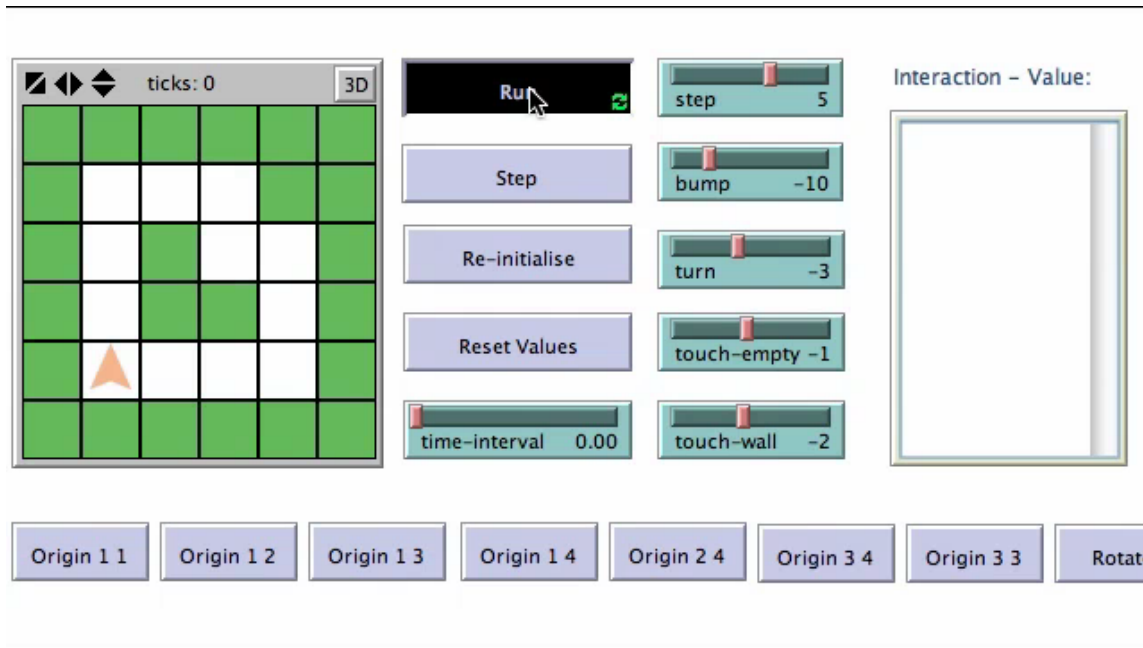 ticks: 0
3D
Run
step 5
Interaction - Value:
Step
bump -10
Re-initialise
turn -3
Reset Values
touch-empty -1
time-interval 0.00
touch-wall -2
Origin 1 1
Origin 1 2
Origin 1 3
Origin 1 4
Origin 2 4
Origin 3 4
Origin 3 3
Rotat